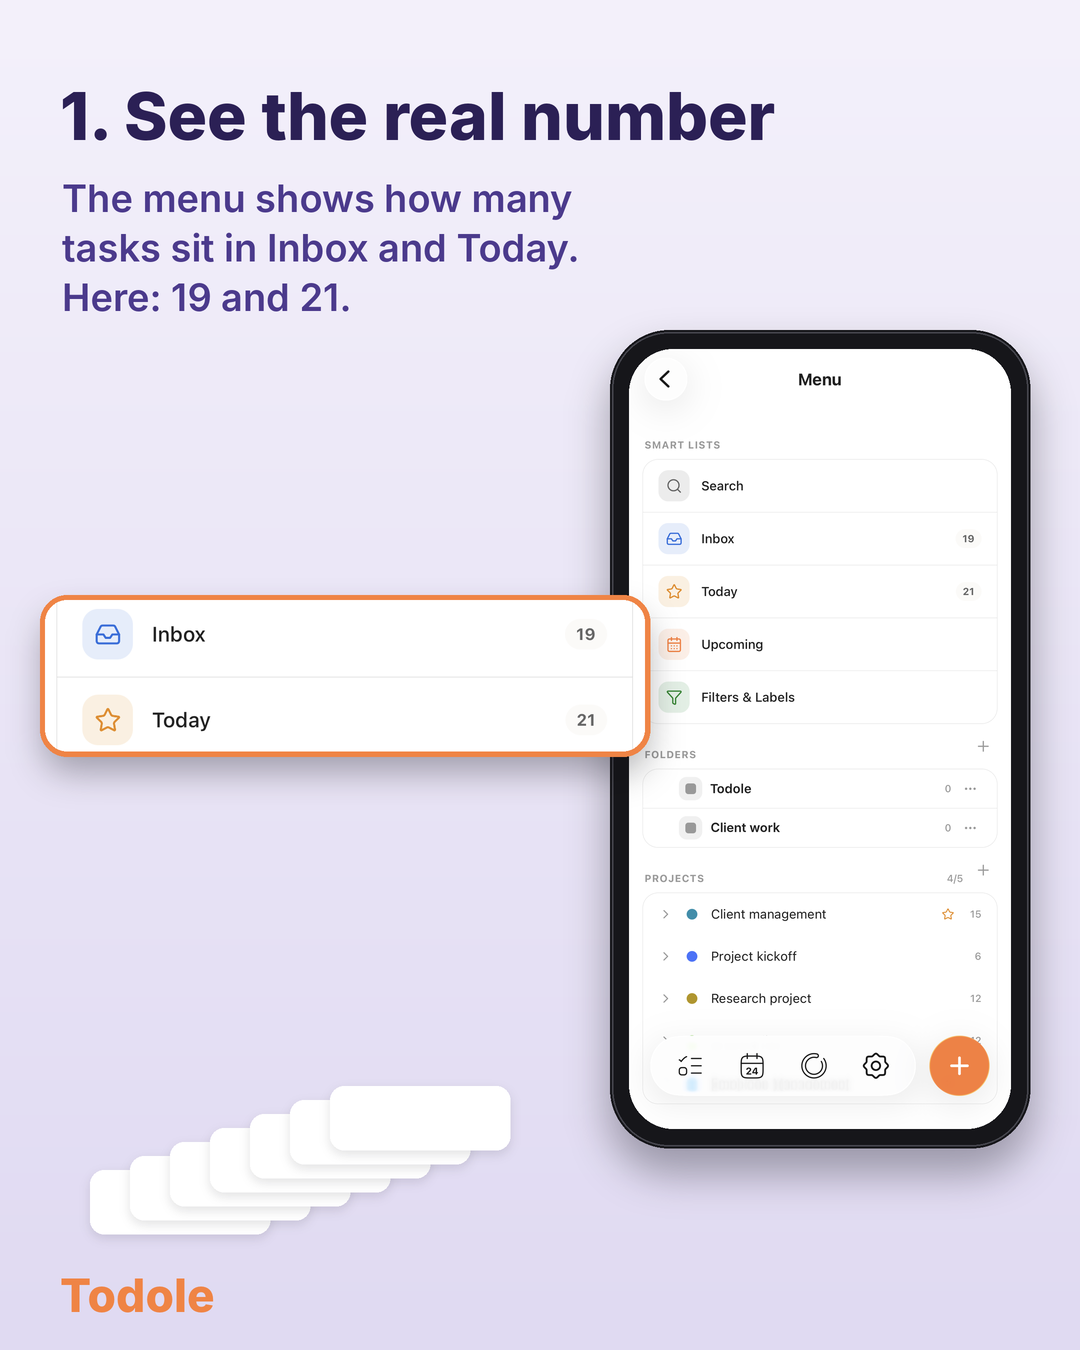 1. See the real number
The menu shows how many
tasks sit in Inbox and Today.
Here: 19 and 21.
Menu
SMART LISTS
Search
Inbox 19
Today 21
Upcoming
Filters & Labels
Inbox 19
Today 21
FOLDERS
Todole 0
Client work 0
PROJECTS 4/5
Client management 15
Project kickoff 6
Research project 12
24
Todole